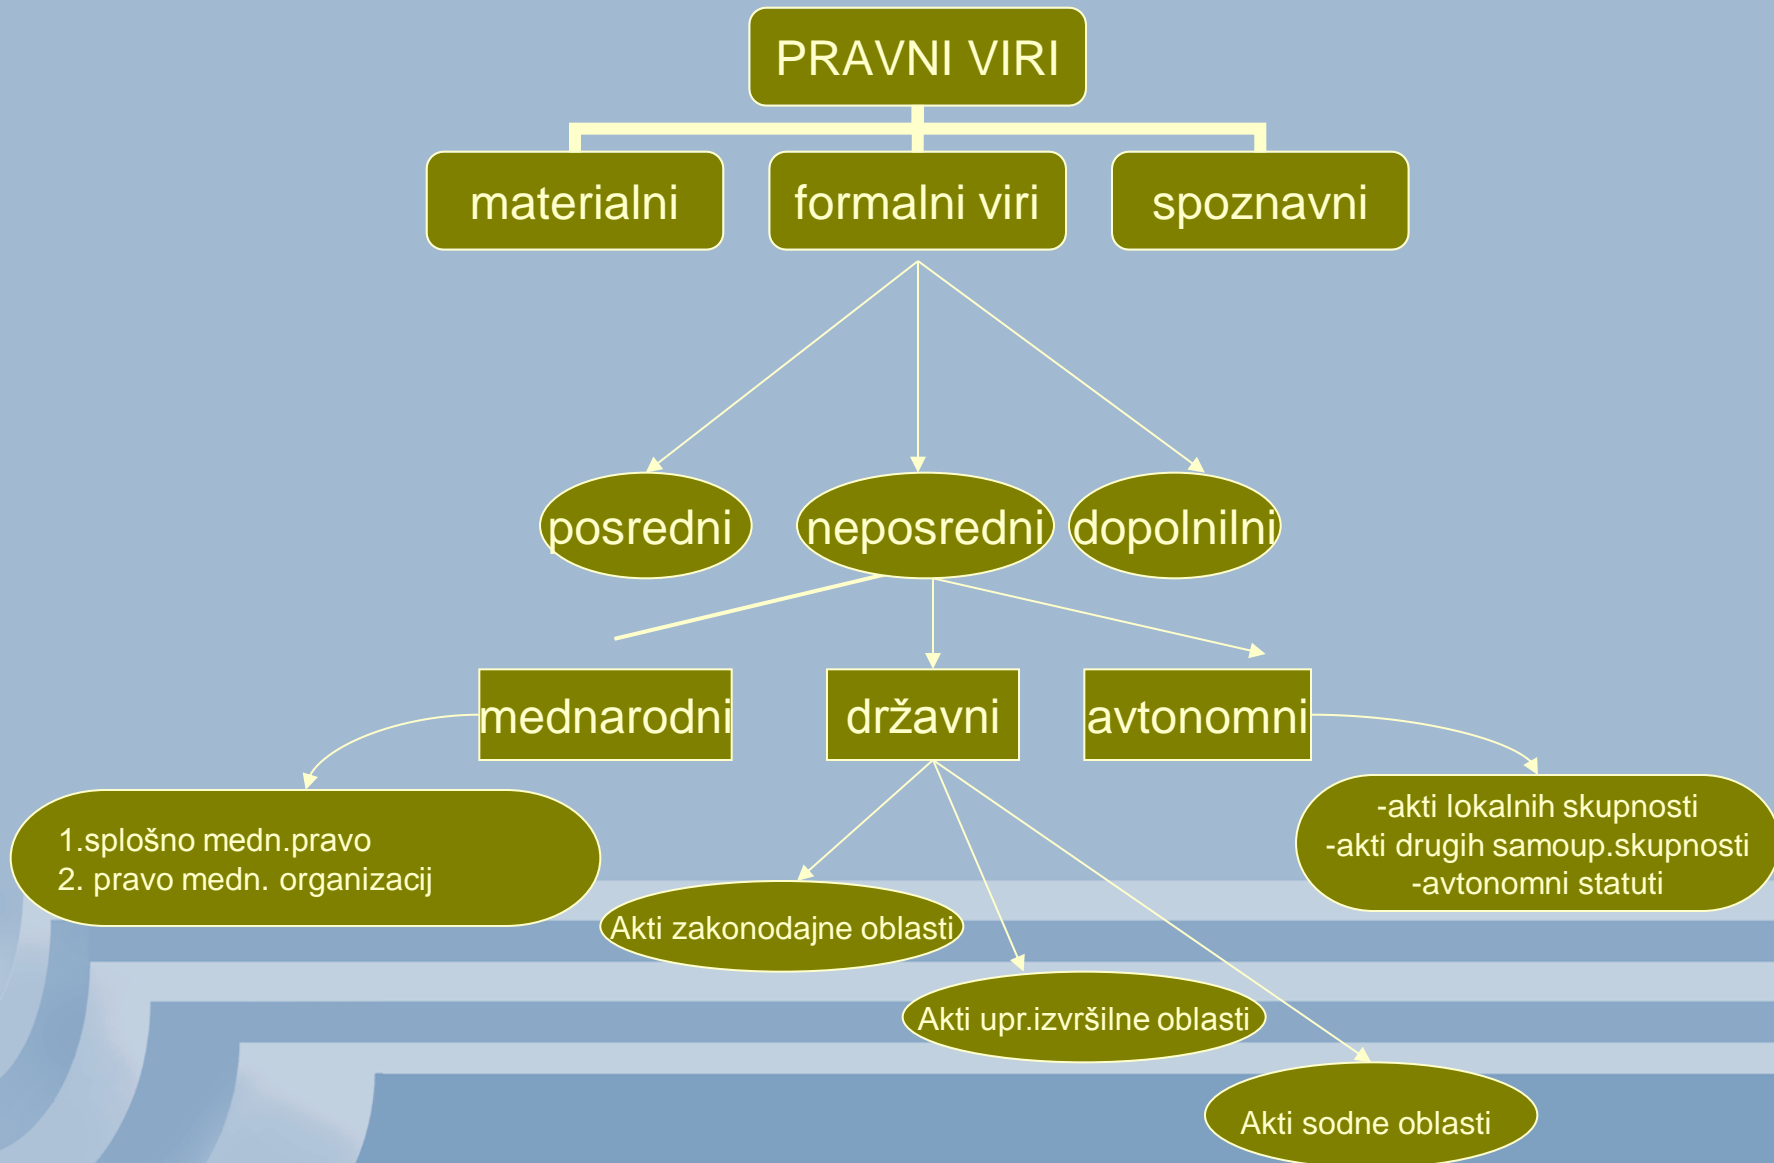 PRAVNI VIRI
materialni
formalni viri
spoznavni
posredni
neposredni
dopolnilni
mednarodni
državni
avtonomni
1.splošno medn.pravo
2. pravo medn. organizacij
-akti lokalnih skupnosti
-akti drugih samoup.skupnosti
-avtonomni statuti
Akti zakonodajne oblasti
Akti upr.izvršilne oblasti
Akti sodne oblasti